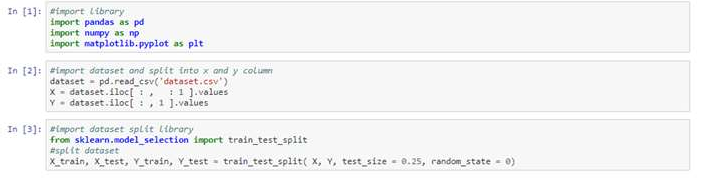 In [1]: #import library
import pandas as pd
import numpy as np
import matplotlib.pyplot as plt
In [2]: #import dataset and split into x and y column
dataset = pd.read_csv('dataset.csv')
X = dataset.iloc[ : ,   : 1 ].values
Y = dataset.iloc[ : , 1 ].values
In [3]: #import dataset split library
from sklearn.model_selection import train_test_split
#split dataset
X_train, X_test, Y_train, Y_test = train_test_split( X, Y, test_size = 0.25, random_state = 0)